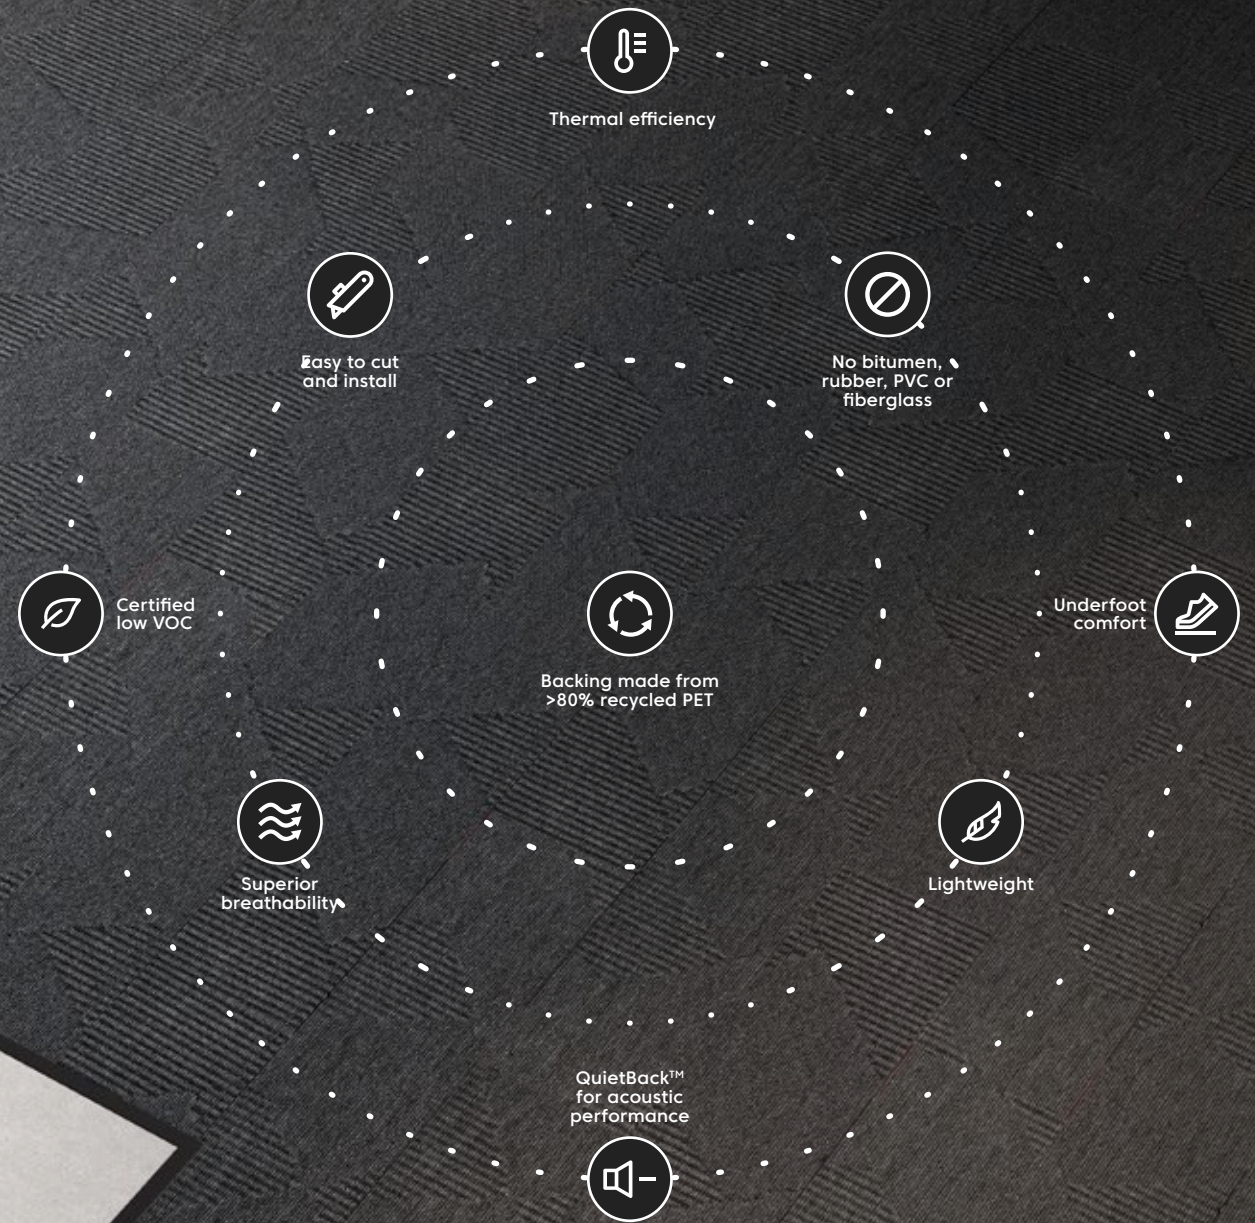 Thermal efficiency
Easy to cut
and install
No bitumen,
rubber, PVC or
fiberglass
Certified
low VOC
Underfoot
comfort
Backing made from
>80% recycled PET
Superior
breathability
Lightweight
QuietBack™
for acoustic
performance